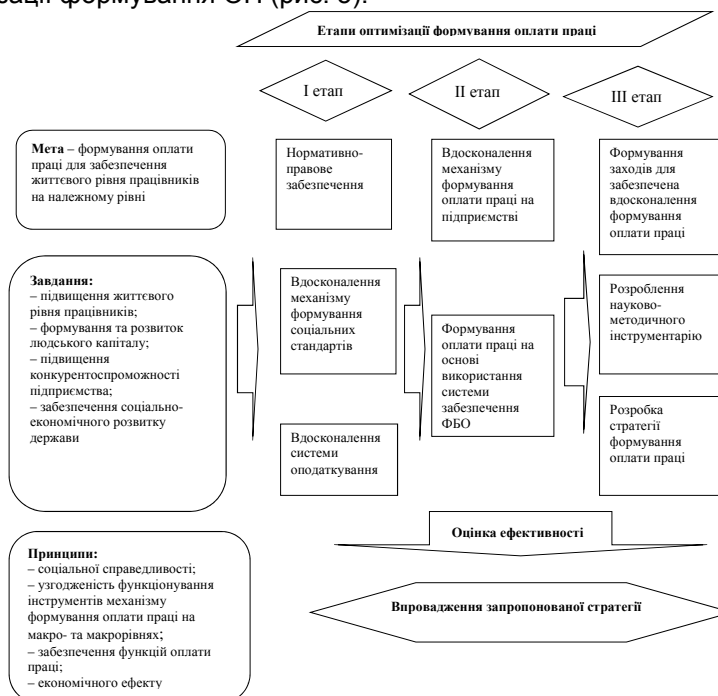 зації формування ОП (рис. 3).
Етапи оптимізації формування оплати праці
І етап
ІІ етап
ІІІ етап
Мета – формування оплати
праці для забезпечення
життєвого рівня працівників
на належному рівні
Нормативно-
правове
забезпечення
Вдосконалення
механізму
формування
оплати праці на
підприємстві
Формування
заходів для
забезпечена
вдосконалення
формування
оплати праці
Завдання:
– підвищення життєвого
рівня працівників;
– формування та розвиток
людського капіталу;
– підвищення
конкурентоспроможності
підприємства;
– забезпечення соціально-
економічного розвитку
держави
Вдосконалення
механізму
формування
соціальних
стандартів
Формування
оплати праці на
основі
використання
системи
забезпечення
ФБО
Розроблення
науково-
методичного
інструментарію
Вдосконалення
системи
оподаткування
Розробка
стратегії
формування
оплати праці
Оцінка ефективності
Принципи:
– соціальної справедливості;
– узгодженість функціонування
інструментів механізму
формування оплати праці на
макро- та макрорівнях;
– забезпечення функцій оплати
праці;
– економічного ефекту
Впровадження запропонованої стратегії